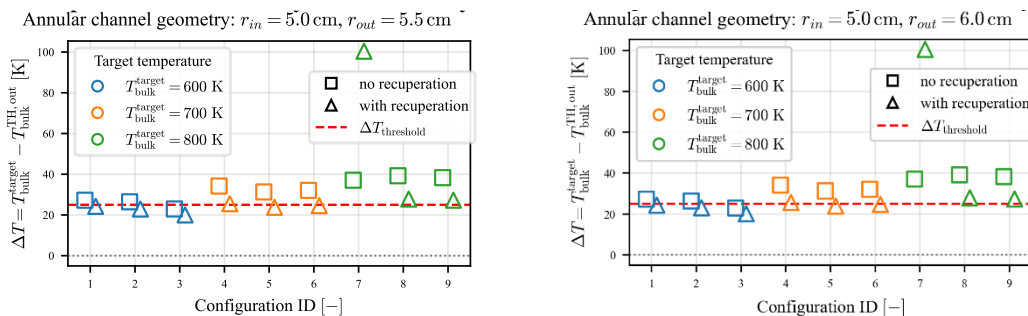 Annular channel geometry: r_in = 5.0 cm, r_out = 5.5 cm
ΔT = T_bulk^target − T_bulk^TH,out [K]
100
80
60
40
20
0
Target temperature
T_bulk^target = 600 K
T_bulk^target = 700 K
T_bulk^target = 800 K
no recuperation
with recuperation
ΔT_threshold
1 2 3 4 5 6 7 8 9
Configuration ID [−]
Annular channel geometry: r_in = 5.0 cm, r_out = 6.0 cm
ΔT = T_bulk^target − T_bulk^TH,out [K]
100
80
60
40
20
0
Target temperature
T_bulk^target = 600 K
T_bulk^target = 700 K
T_bulk^target = 800 K
no recuperation
with recuperation
ΔT_threshold
1 2 3 4 5 6 7 8 9
Configuration ID [−]